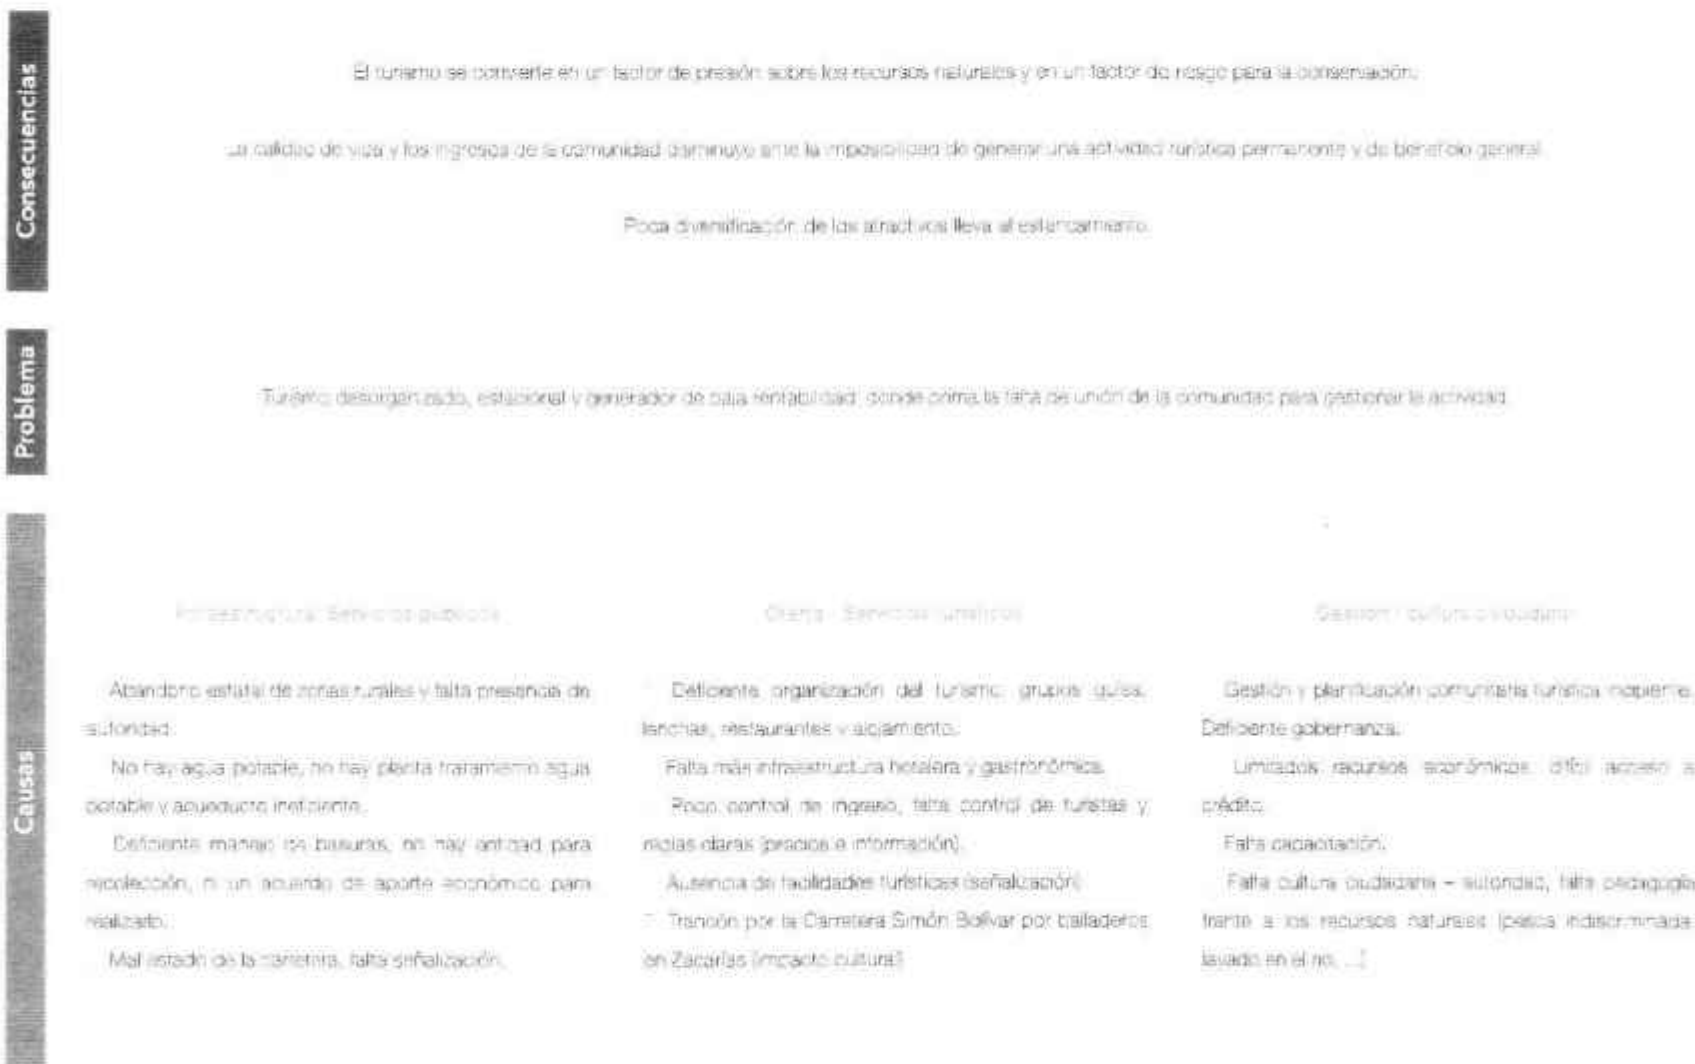 Consecuencias
El turismo se convierte en un factor de presión sobre los recursos naturales y en un factor de riesgo para la conservación.
La calidad de vida y los ingresos de la comunidad disminuye ante la imposibilidad de generar una actividad turística permanente y de beneficio general.
Poca diversificación de los atractivos lleva al estancamiento.
Problema
Turismo desorganizado, estacional y generador de baja rentabilidad, donde prima la falta de unión de la comunidad para gestionar la actividad.
Causas
Infraestructura: Servicios públicos
Abandono estatal de zonas rurales y falta presencia de
autoridad.
No hay agua potable, no hay planta tratamiento agua
potable y acueducto ineficiente.
Deficiente manejo de basuras, no hay entidad para
recolección, ni un acuerdo de aporte económico para
realizarlo.
Mal estado de la carretera, falta señalización.
Oferta - Servicios turísticos
Deficiente organización del turismo: grupos guías,
lanchas, restaurantes y alojamiento.
Falta más infraestructura hotelera y gastronómica.
Poco control de ingreso, falta control de turistas y
reglas claras (precios e información).
Ausencia de facilidades turísticas (señalización)
Trancón por la Carretera Simón Bolívar por bailaderos
en Zacarías (impacto cultural)
Gestión / cultura ciudadana
Gestión y planificación comunitaria turística incipiente.
Deficiente gobernanza.
Limitados recursos económicos, difícil acceso a
crédito.
Falta capacitación.
Falta cultura ciudadana – autoridad, falta pedagogía
frente a los recursos naturales (pesca indiscriminada,
lavado en el río, ...)